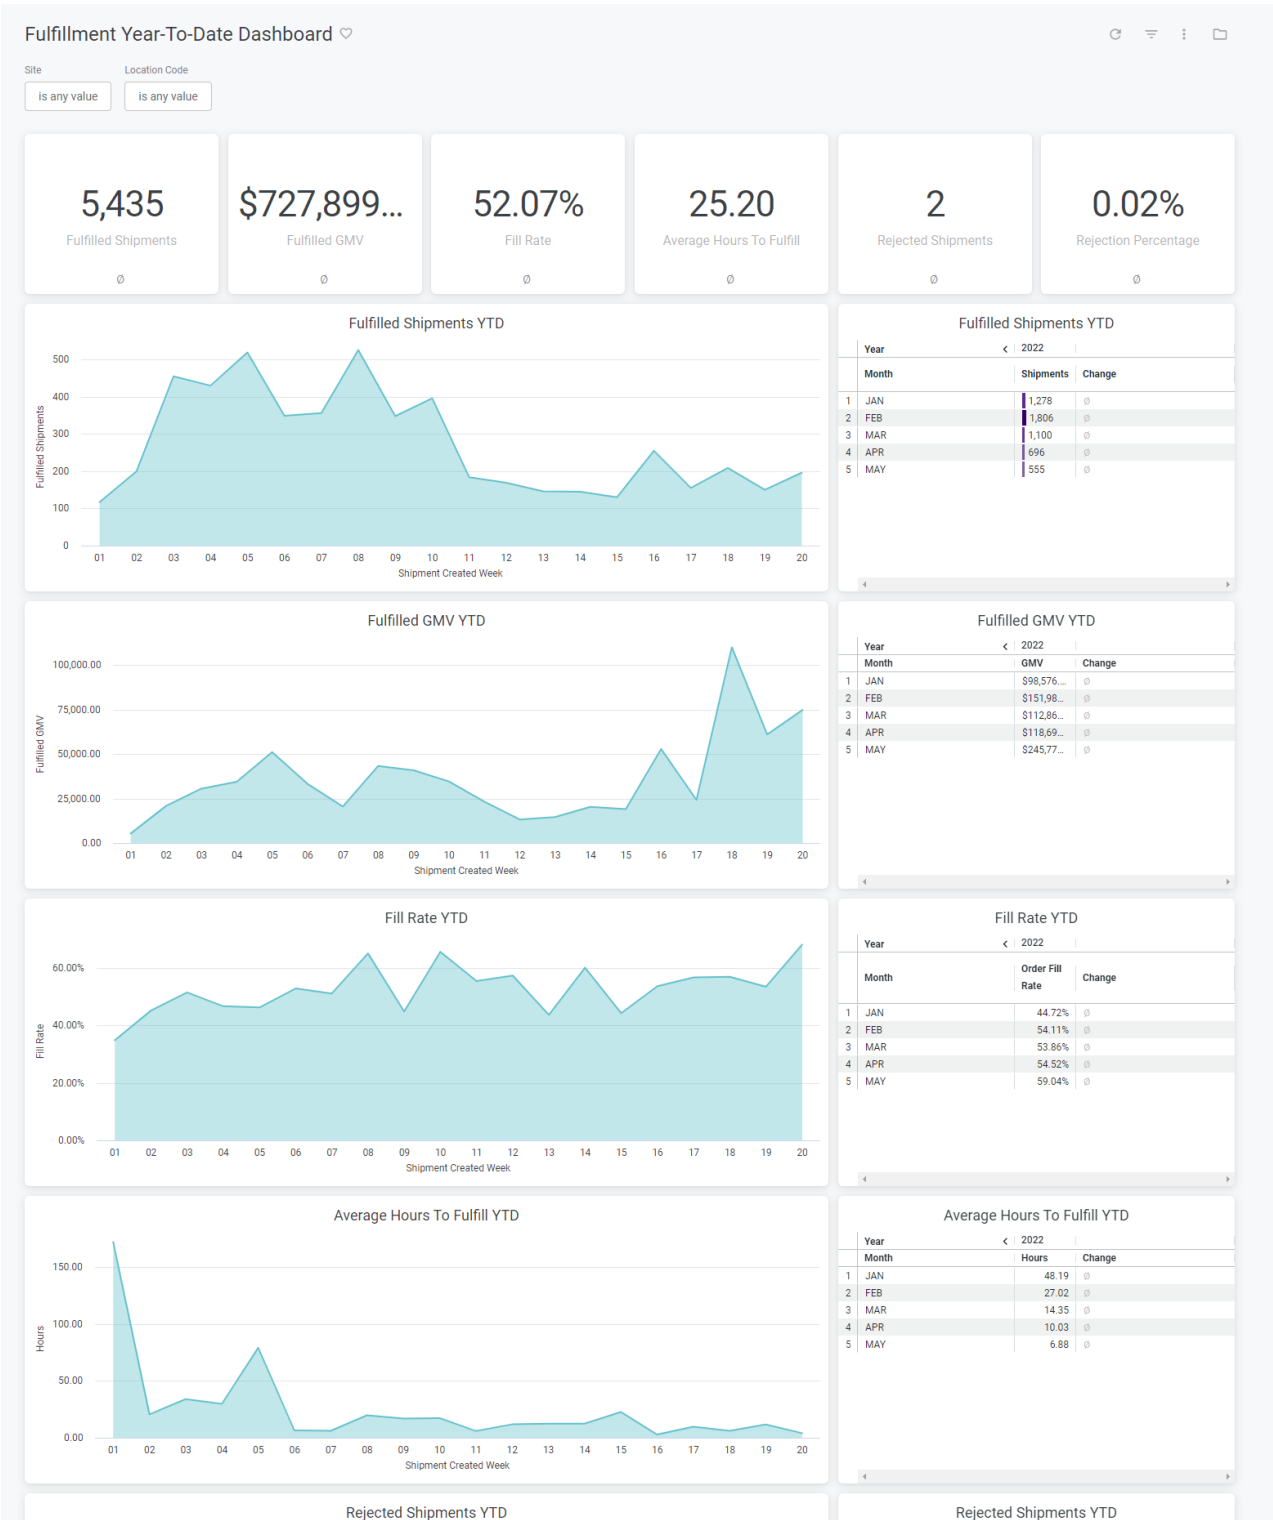 Fulfillment Year-To-Date Dashboard
Site Location Code
is any value is any value
5,435 $727,899... 52.07% 25.20 2 0.02%
Fulfilled Shipments Fulfilled GMV Fill Rate Average Hours To Fulfill Rejected Shipments Rejection Percentage
Ø Ø Ø Ø Ø Ø
Fulfilled Shipments YTD
Fulfilled Shipments
500
400
300
200
100
0
01 02 03 04 05 06 07 08 09 10 11 12 13 14 15 16 17 18 19 20
Shipment Created Week
Fulfilled Shipments YTD
Year 2022
Month Shipments Change
1 JAN 1,278 Ø
2 FEB 1,806 Ø
3 MAR 1,100 Ø
4 APR 696 Ø
5 MAY 555 Ø
Fulfilled GMV YTD
Fulfilled GMV
100,000.00
75,000.00
50,000.00
25,000.00
0.00
01 02 03 04 05 06 07 08 09 10 11 12 13 14 15 16 17 18 19 20
Shipment Created Week
Fulfilled GMV YTD
Year 2022
Month GMV Change
1 JAN $98,576.... Ø
2 FEB $151,98... Ø
3 MAR $112,86... Ø
4 APR $118,69... Ø
5 MAY $245,77... Ø
Fill Rate YTD
Fill Rate
60.00%
40.00%
20.00%
0.00%
01 02 03 04 05 06 07 08 09 10 11 12 13 14 15 16 17 18 19 20
Shipment Created Week
Fill Rate YTD
Year 2022
Month Order Fill Rate Change
1 JAN 44.72% Ø
2 FEB 54.11% Ø
3 MAR 53.86% Ø
4 APR 54.52% Ø
5 MAY 59.04% Ø
Average Hours To Fulfill YTD
Hours
150.00
100.00
50.00
0.00
01 02 03 04 05 06 07 08 09 10 11 12 13 14 15 16 17 18 19 20
Shipment Created Week
Average Hours To Fulfill YTD
Year 2022
Month Hours Change
1 JAN 48.19 Ø
2 FEB 27.02 Ø
3 MAR 14.35 Ø
4 APR 10.03 Ø
5 MAY 6.88 Ø
Rejected Shipments YTD
Rejected Shipments YTD